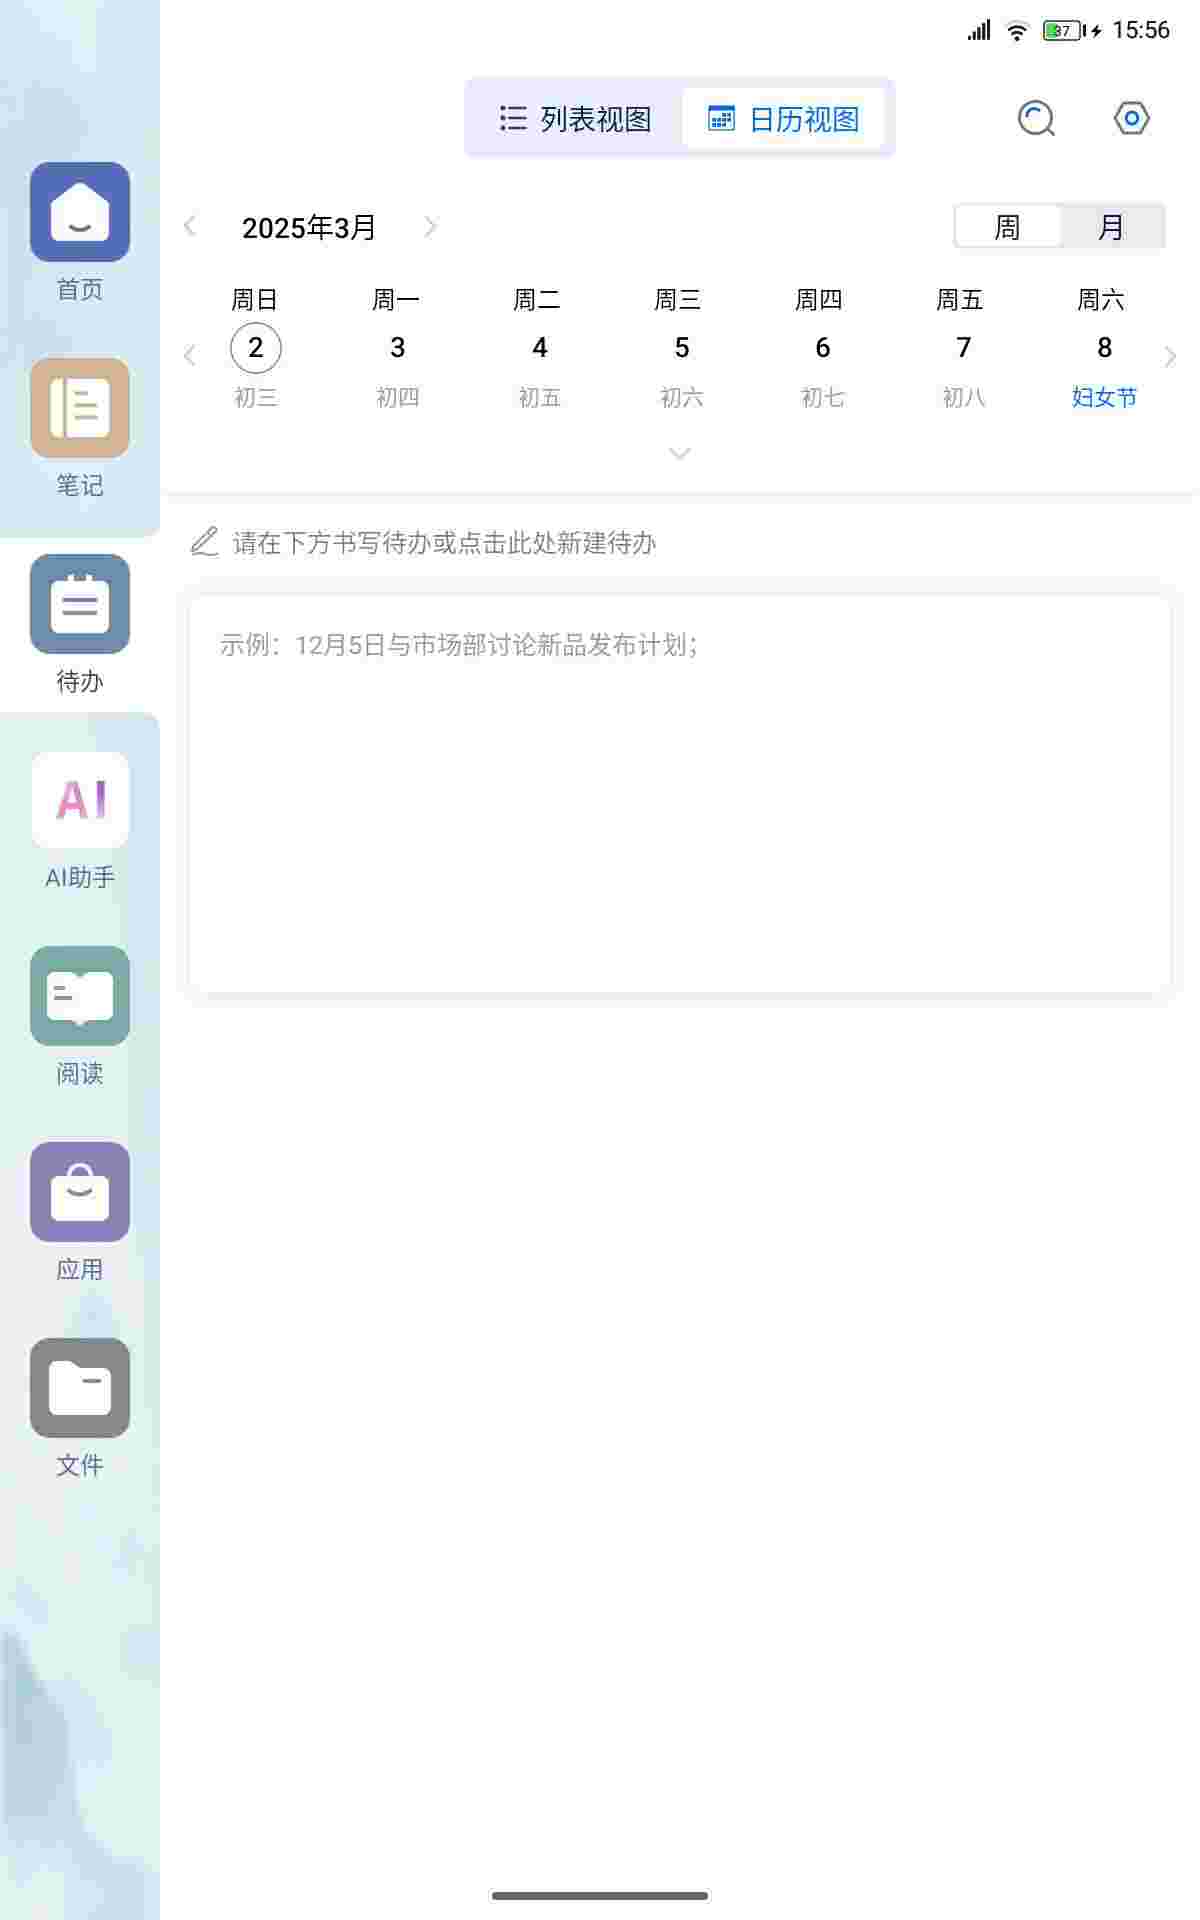 37 15:56
列表视图 日历视图
2025年3月 周 月
周日 周一 周二 周三 周四 周五 周六
2 3 4 5 6 7 8
初三 初四 初五 初六 初七 初八 妇女节
请在下方书写待办或点击此处新建待办
示例：12月5日与市场部讨论新品发布计划；
首页
笔记
待办
AI
AI助手
阅读
应用
文件